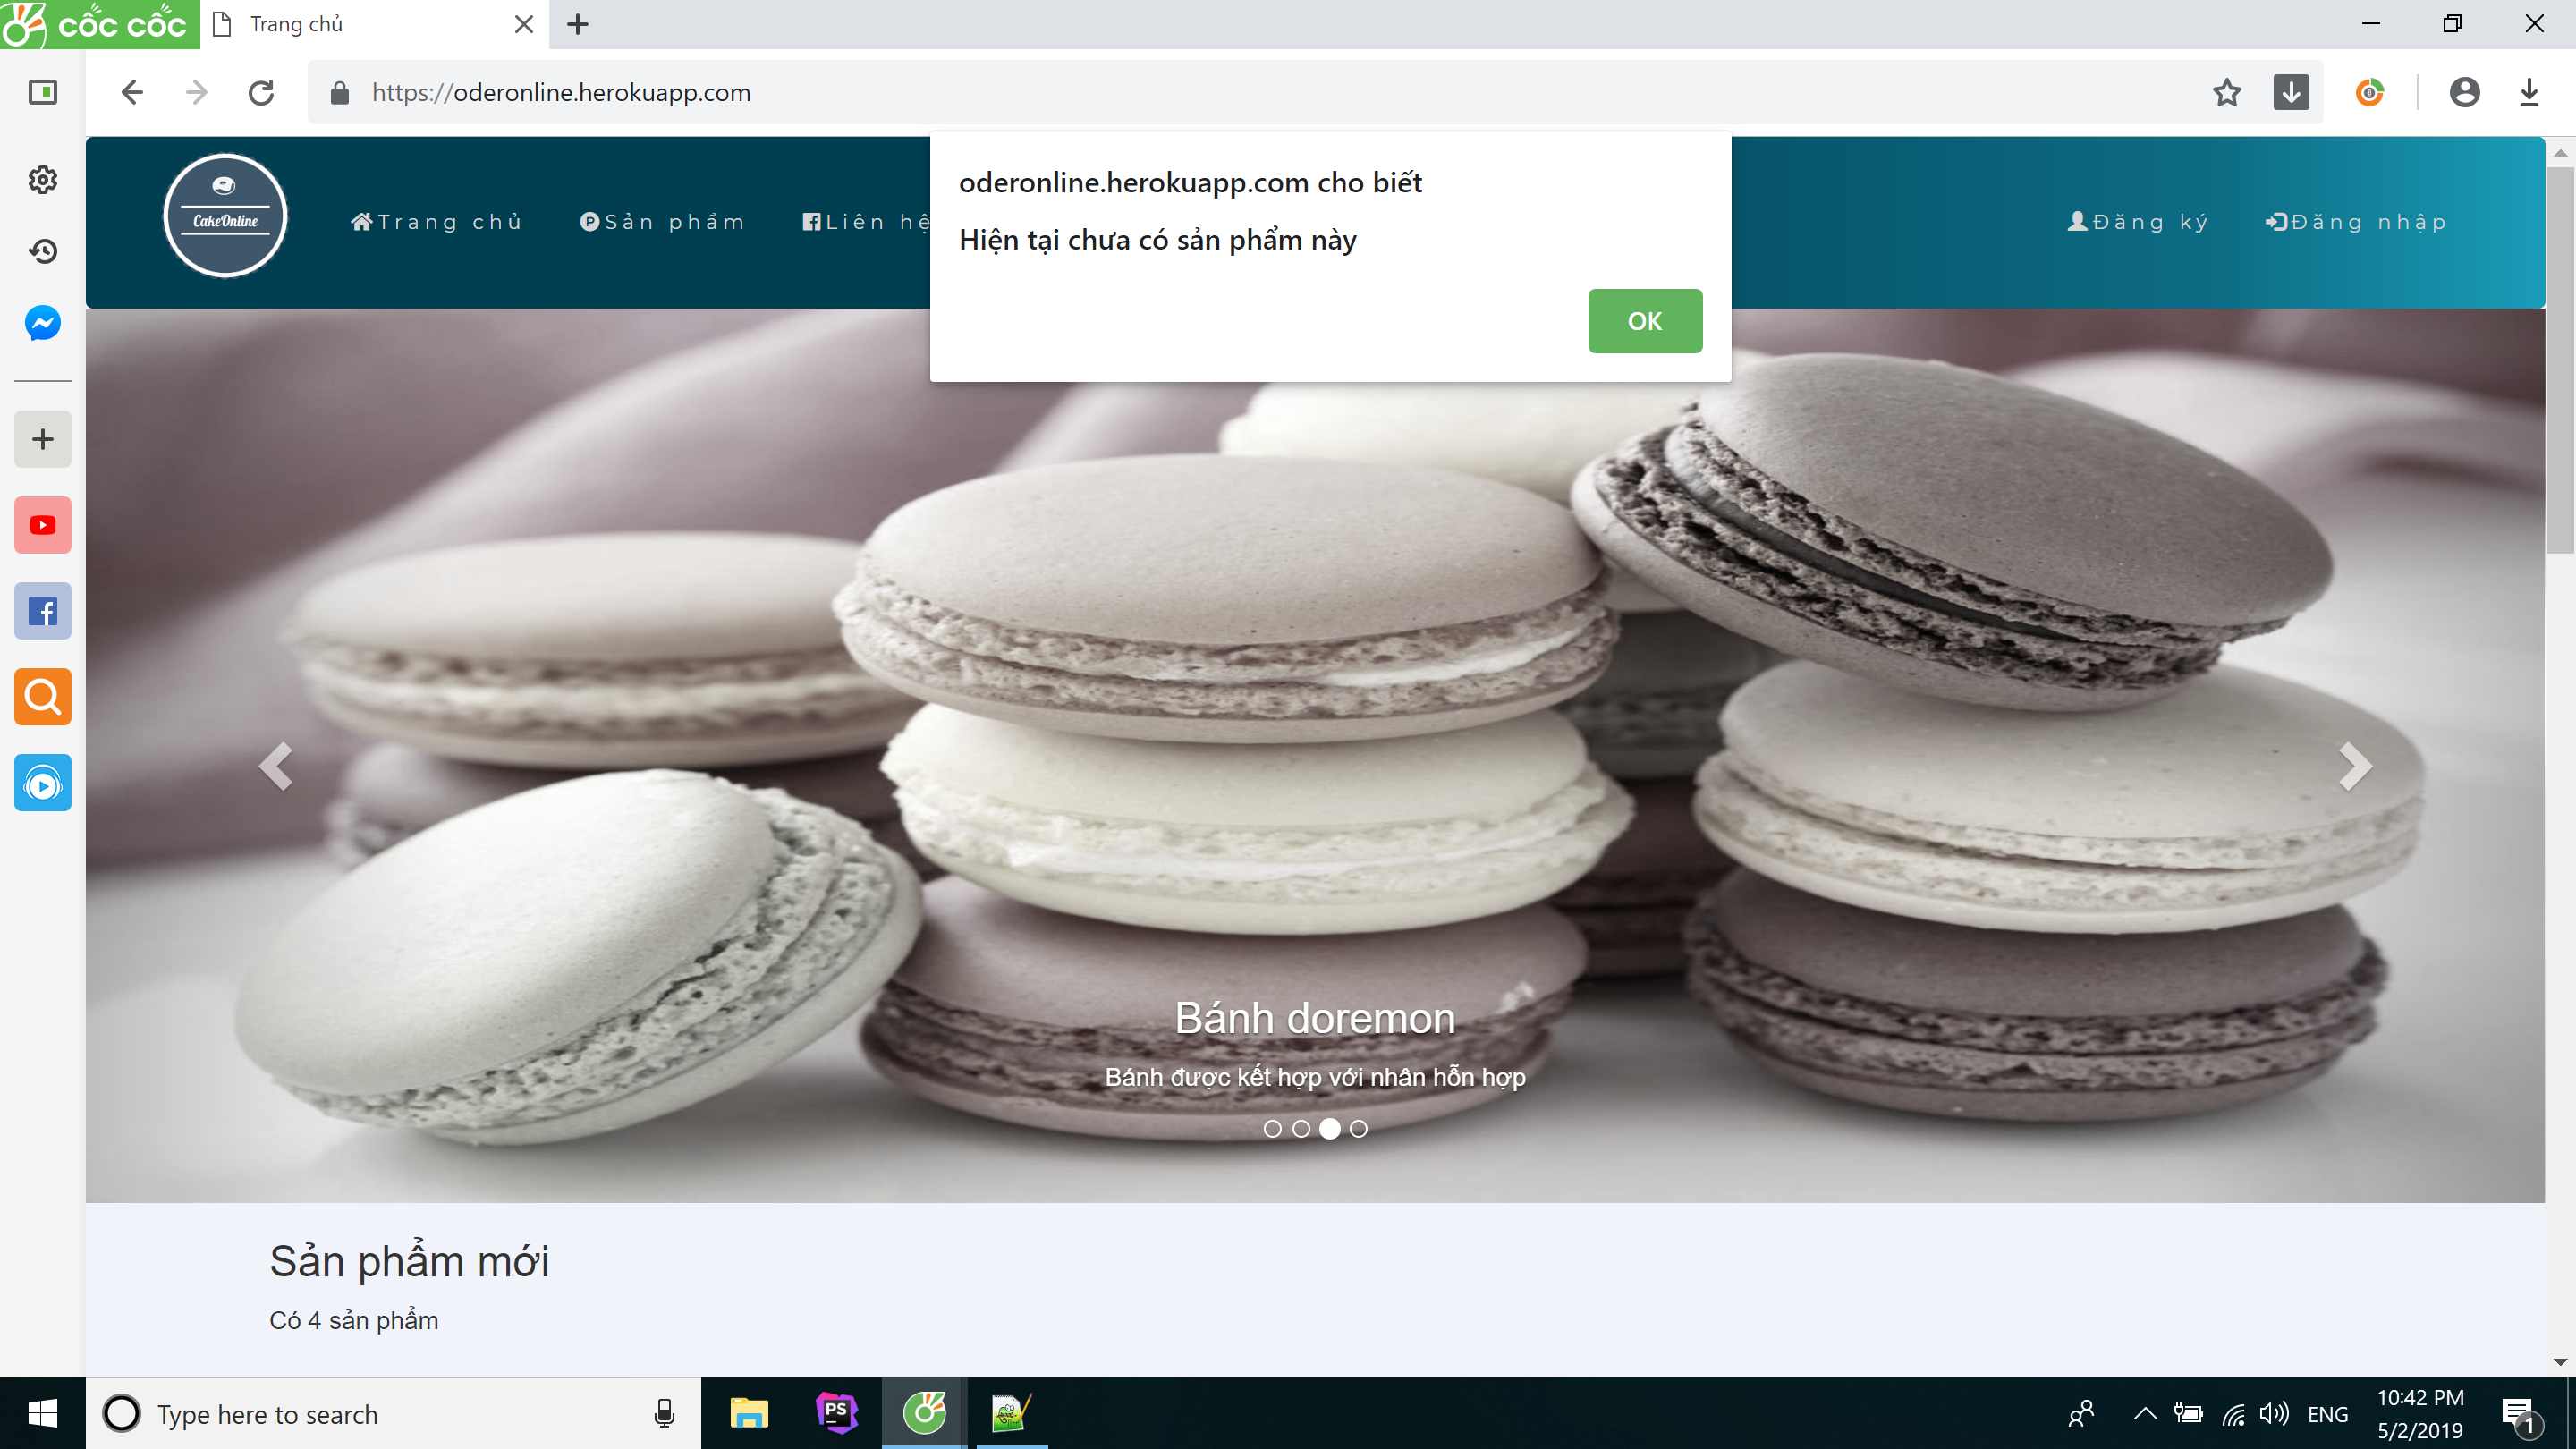 cốc cốc
Trang chủ
https://oderonline.herokuapp.com
CakeOnline
Trang chủ
Sản phẩm
Liên hệ
Đăng ký
Đăng nhập
oderonline.herokuapp.com cho biết
Hiện tại chưa có sản phẩm này
OK
Bánh doremon
Bánh được kết hợp với nhân hỗn hợp
Sản phẩm mới
Có 4 sản phẩm
Type here to search
PS
ENG
10:42 PM
5/2/2019
1